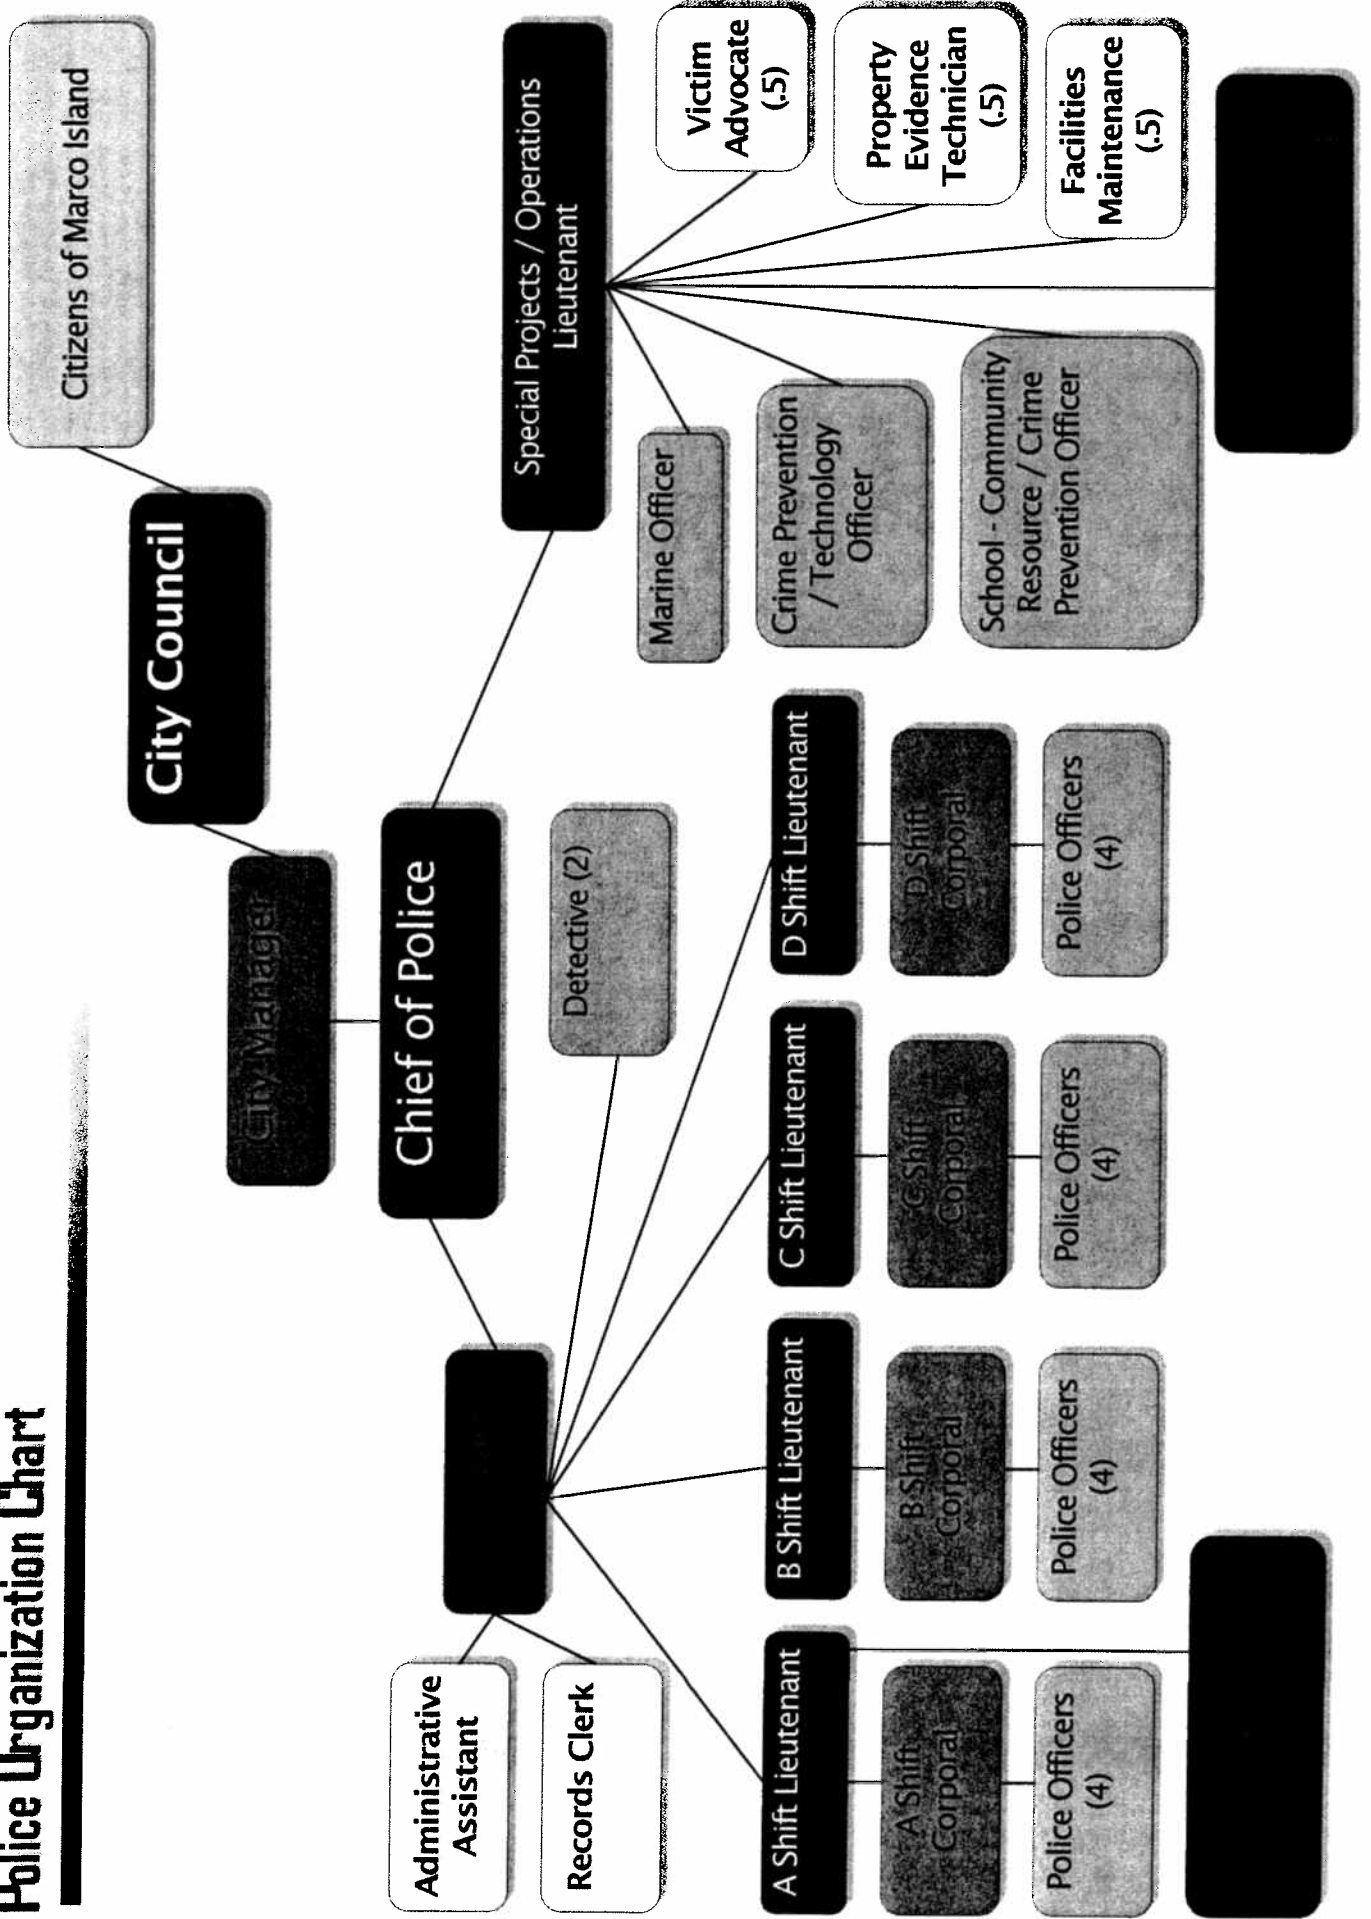 Police Organization Chart
Citizens of Marco Island
City Council
City Manager
Chief of Police
Administrative
Assistant
Records Clerk
Detective (2)
Special Projects / Operations
Lieutenant
A Shift Lieutenant
B Shift Lieutenant
C Shift Lieutenant
D Shift Lieutenant
A Shift
Corporal
B Shift
Corporal
C Shift
Corporal
D Shift
Corporal
Police Officers
(4)
Police Officers
(4)
Police Officers
(4)
Police Officers
(4)
Marine Officer
Crime Prevention
/ Technology
Officer
School - Community
Resource / Crime
Prevention Officer
Victim
Advocate
(.5)
Property
Evidence
Technician
(.5)
Facilities
Maintenance
(.5)